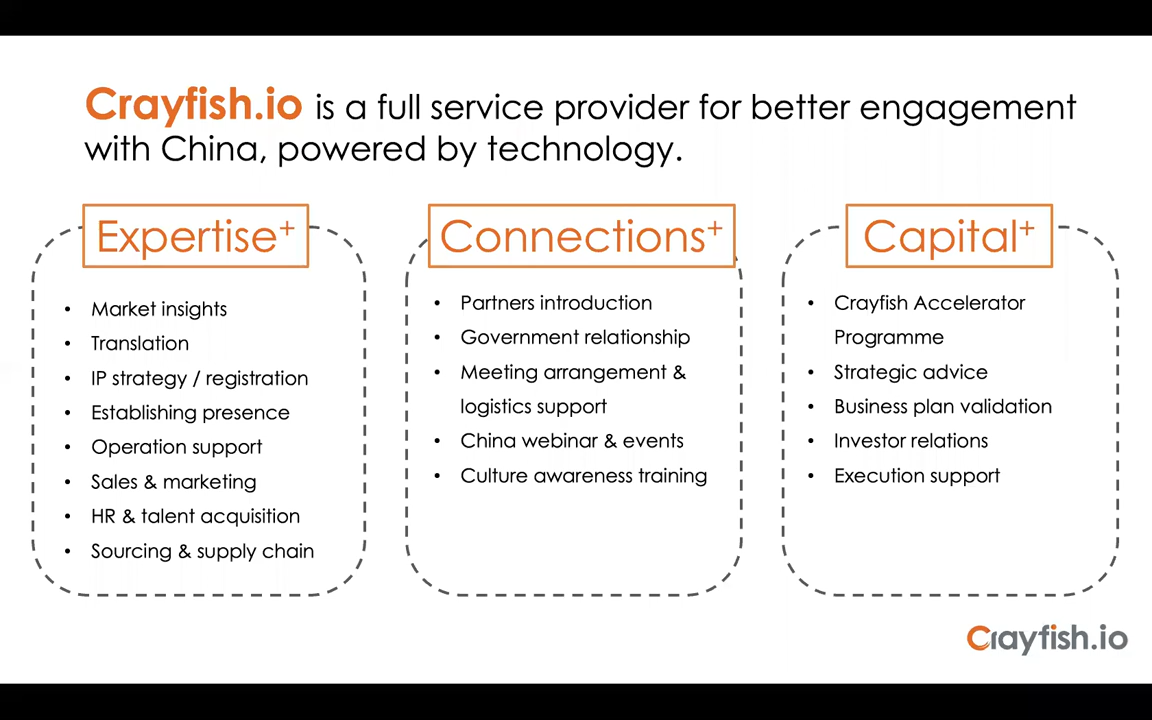 Crayfish.io is a full service provider for better engagement
with China, powered by technology.
Expertise+
• Market insights
• Translation
• IP strategy / registration
• Establishing presence
• Operation support
• Sales & marketing
• HR & talent acquisition
• Sourcing & supply chain
Connections+
• Partners introduction
• Government relationship
• Meeting arrangement &
logistics support
• China webinar & events
• Culture awareness training
Capital+
• Crayfish Accelerator
Programme
• Strategic advice
• Business plan validation
• Investor relations
• Execution support
Crayfish.io